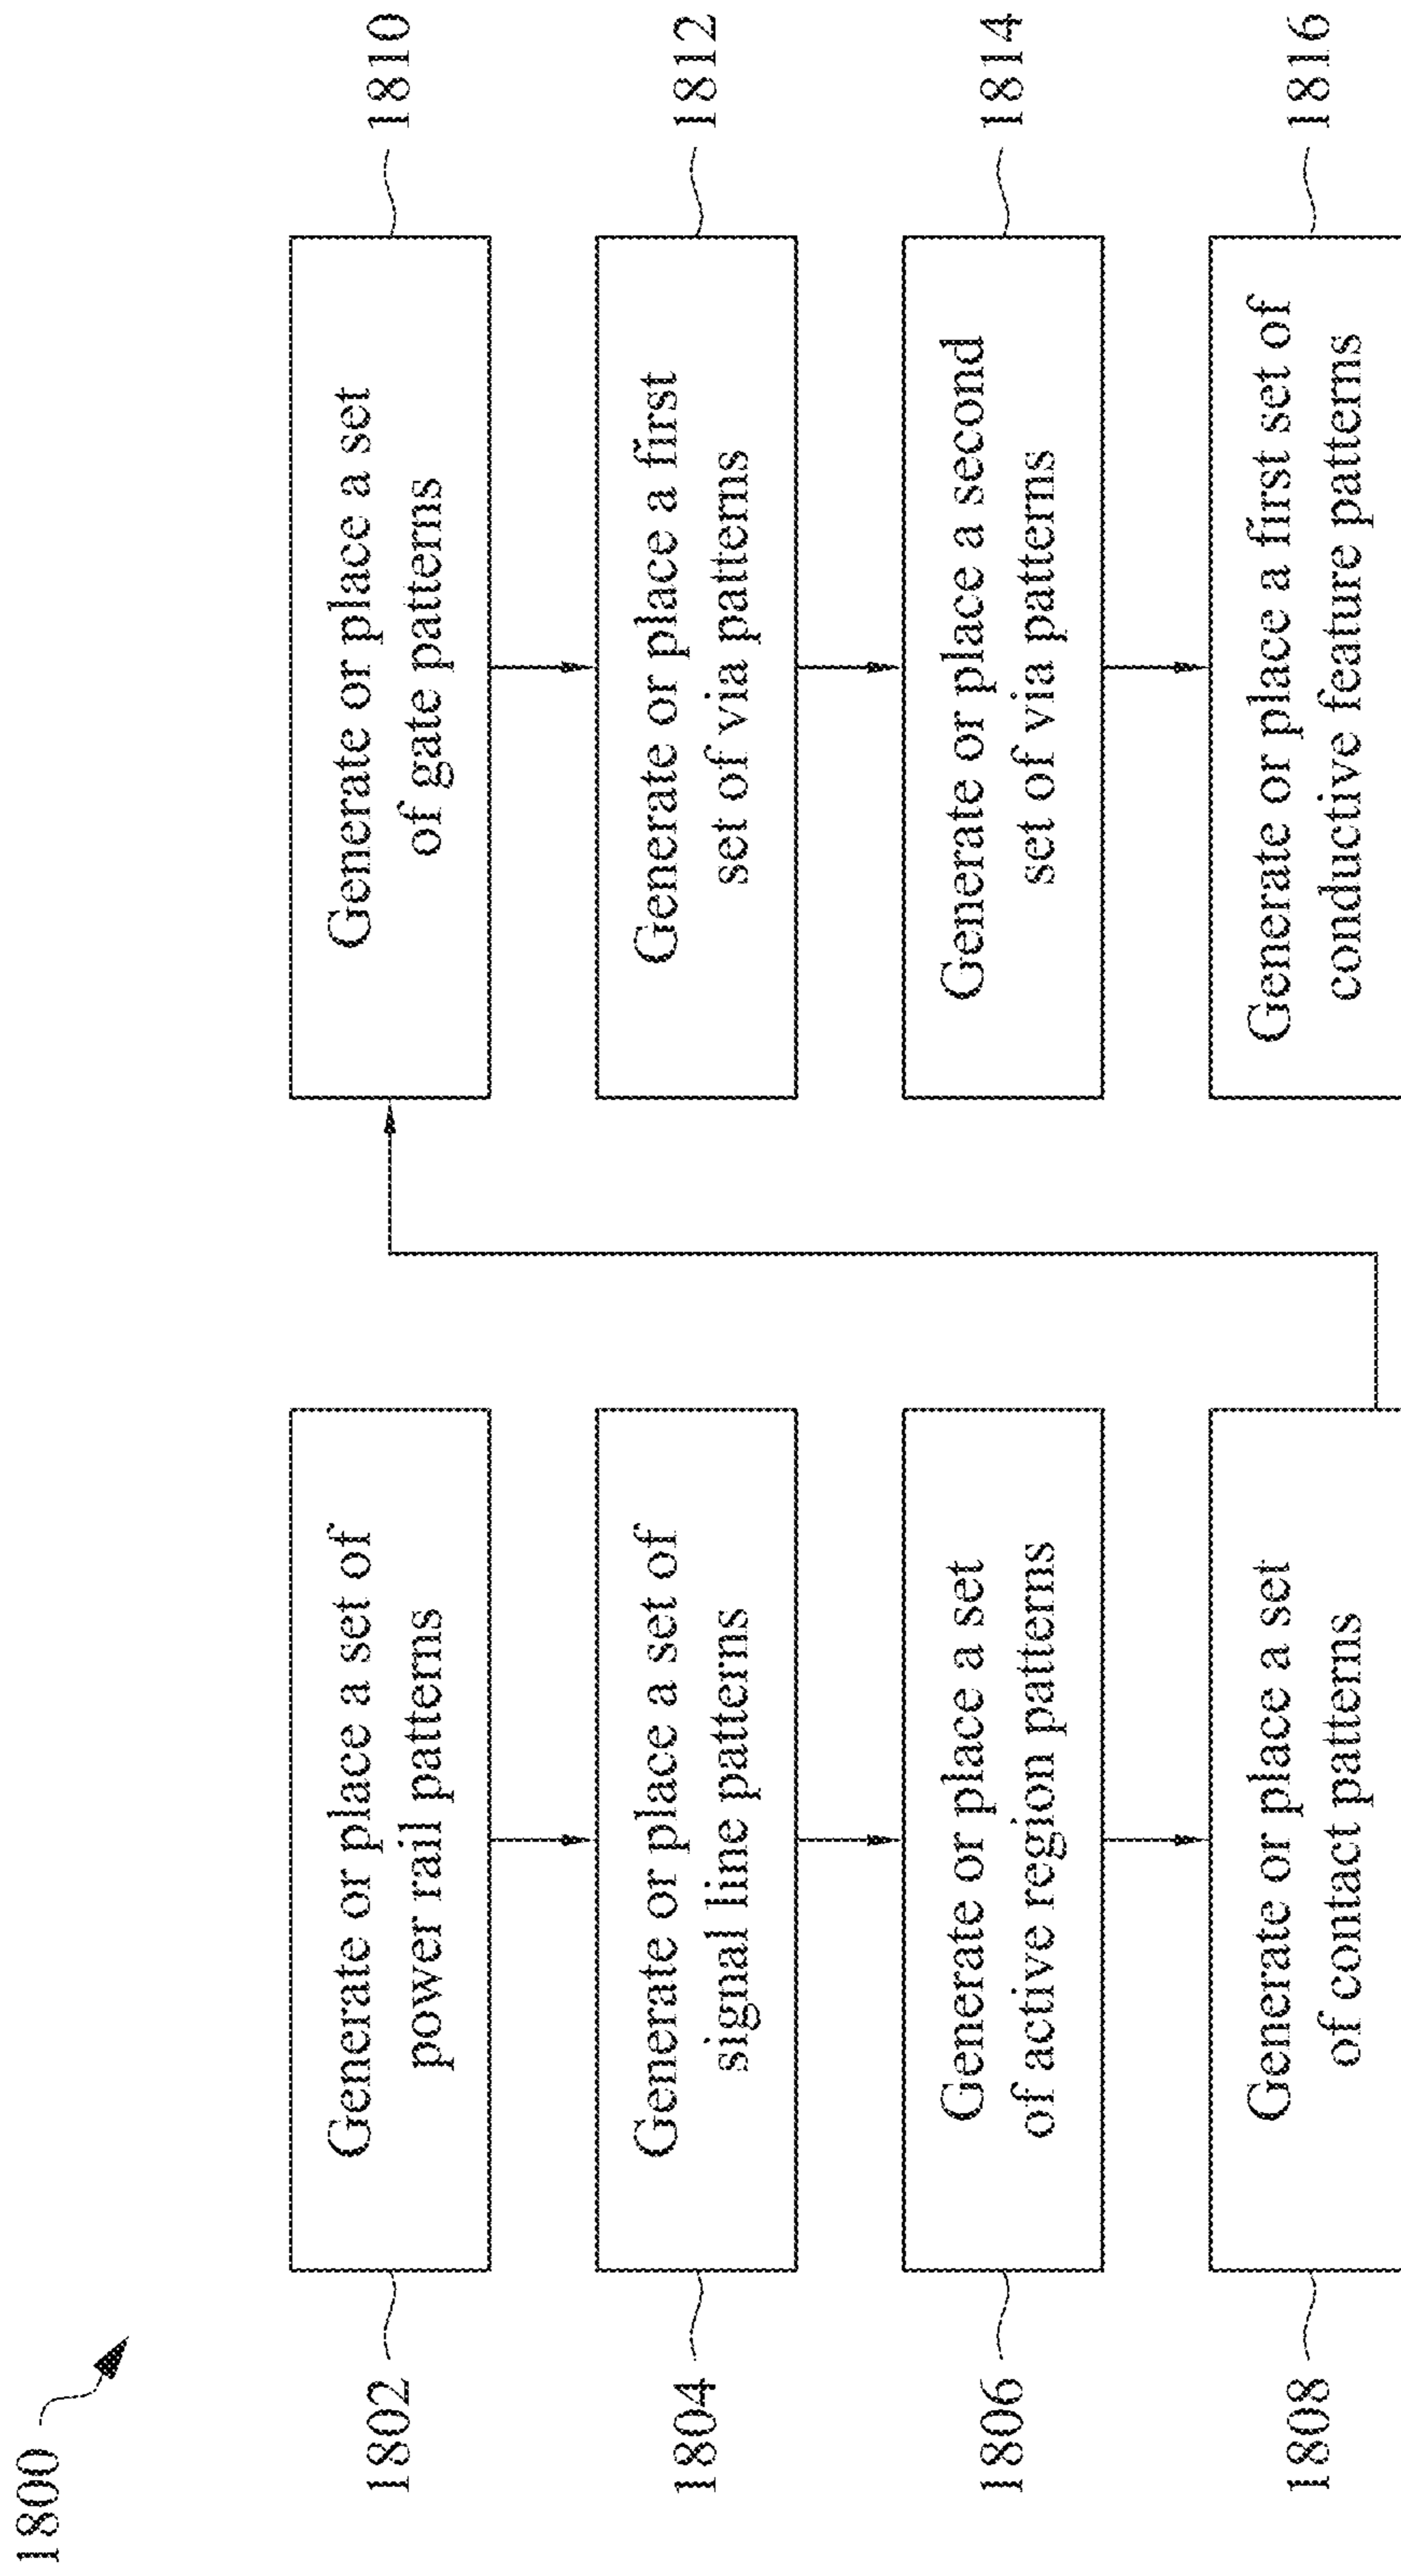 1800
1802
Generate or place a set of
power rail patterns
1804
Generate or place a set of
signal line patterns
1806
Generate or place a set
of active region patterns
1808
Generate or place a set
of contact patterns
1810
Generate or place a set
of gate patterns
1812
Generate or place a first
set of via patterns
1814
Generate or place a second
set of via patterns
1816
Generate or place a first set of
conductive feature patterns